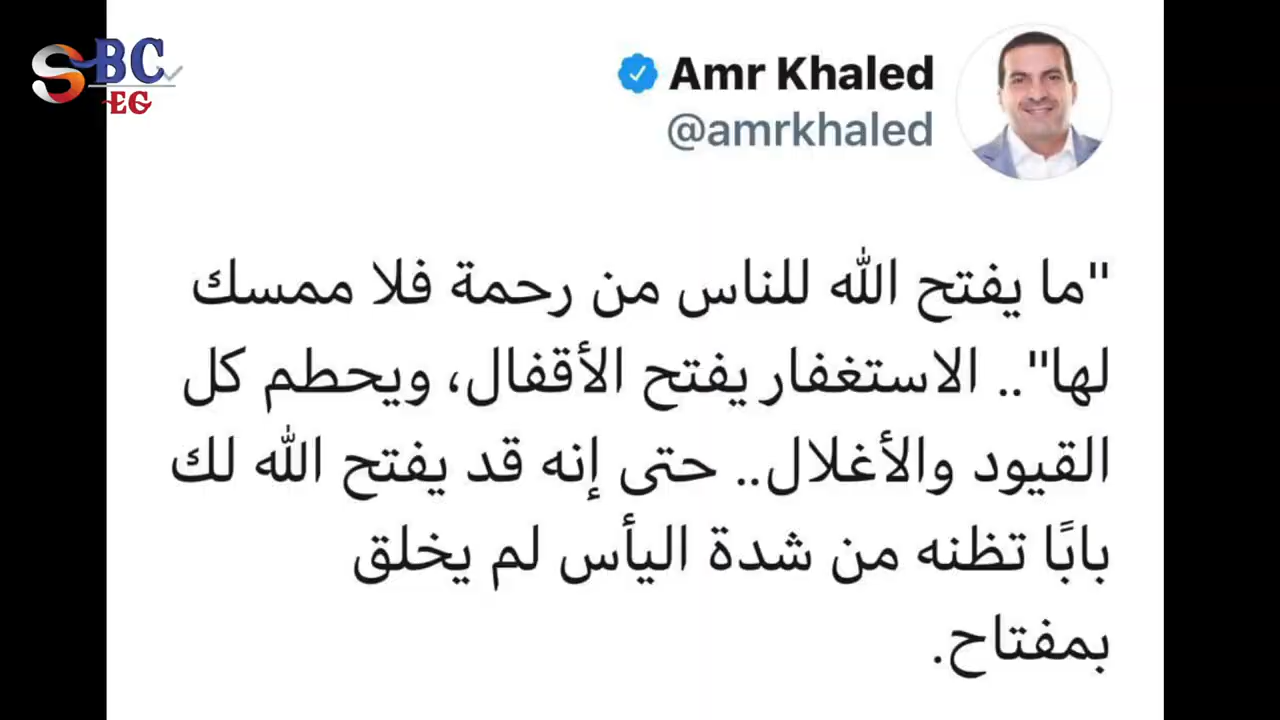 SBC
EG
Amr Khaled
@amrkhaled
"ما يفتح الله للناس من رحمة فلا ممسك
لها".. الاستغفار يفتح الأقفال، ويحطم كل
القيود والأغلال.. حتى إنه قد يفتح الله لك
بابًا تظنه من شدة اليأس لم يخلق
بمفتاح.